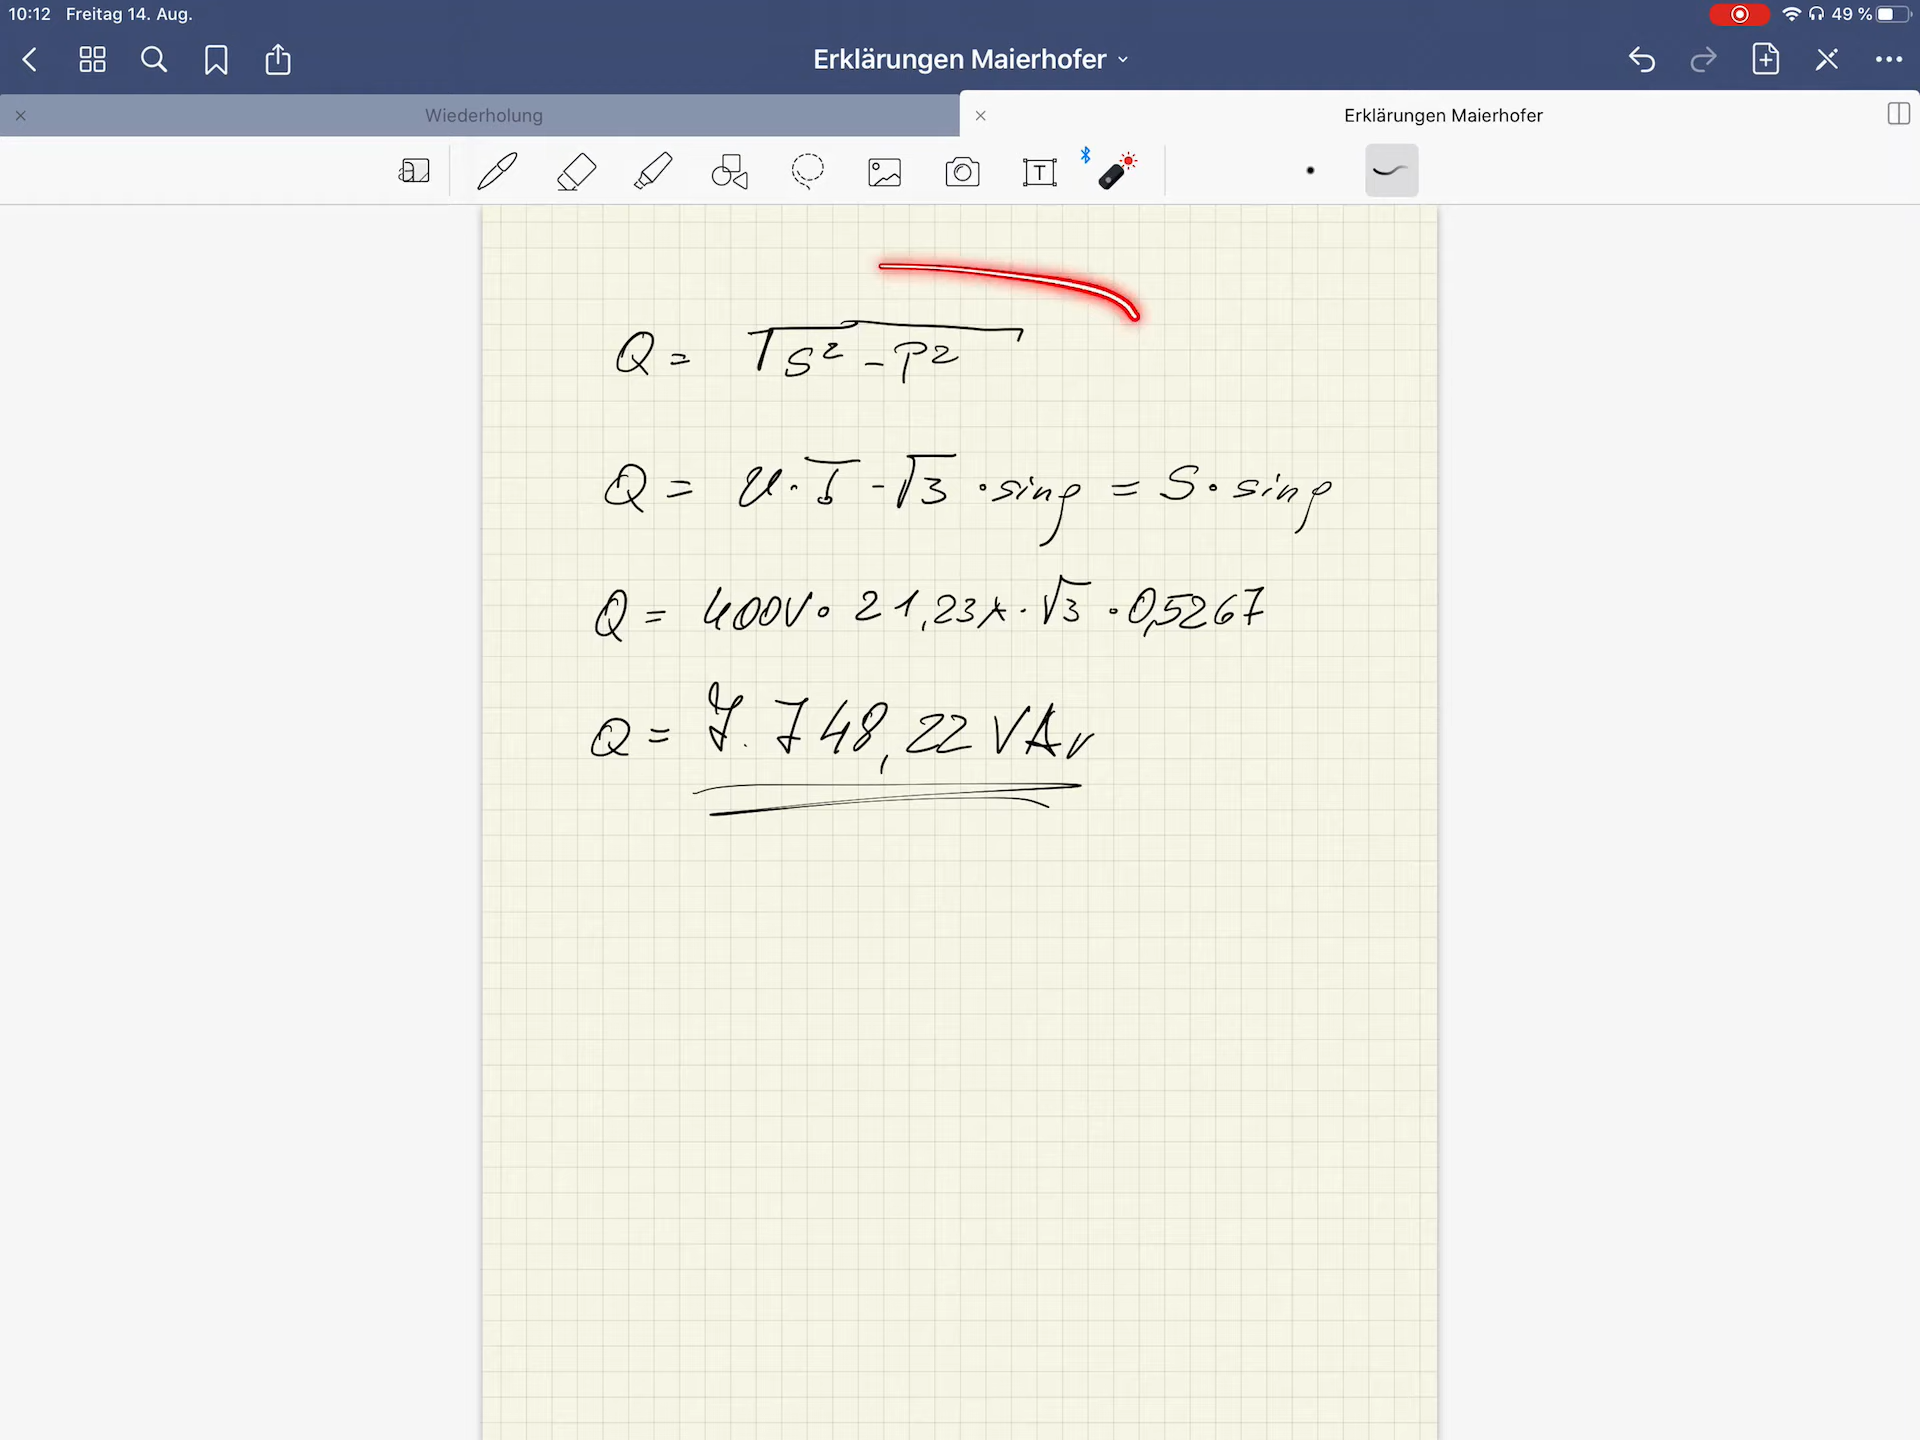 10:12 Freitag 14. Aug. 49 %
Erklärungen Maierhofer
Wiederholung Erklärungen Maierhofer
Q = √S² - P²
Q = U · I · √3 · sinφ = S · sinφ
Q = 400V · 21,23A · √3 · 0,5267
Q = 7.748,22 VAr